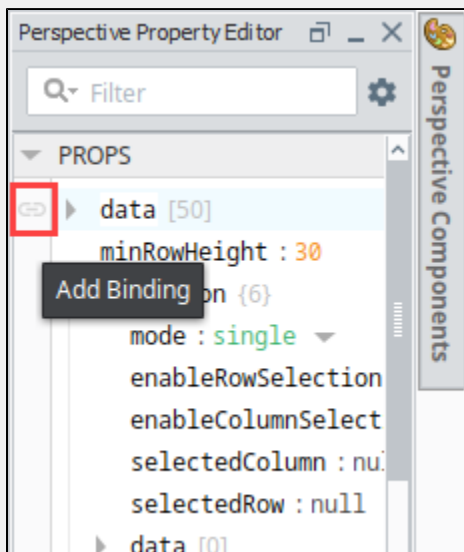 Perspective Property Editor
Filter
PROPS
data [50]
minRowHeight : 30
Add Binding
on {6}
mode : single
enableRowSelection
enableColumnSelect
selectedColumn : nu
selectedRow : null
data [0]
Perspective Components